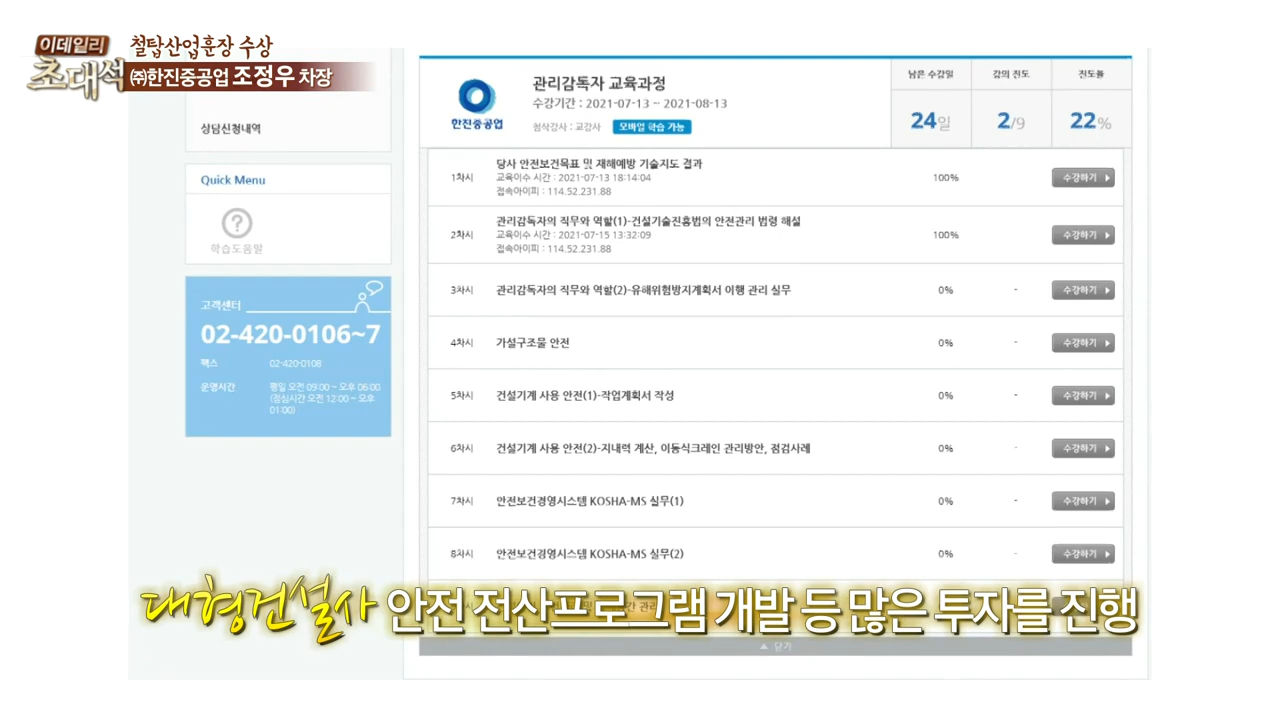 이데일리
초대석
철탑산업훈장 수상
㈜한진중공업 조정우 차장
상담신청내역
Quick Menu
?
학습도움말
고객센터
02-420-0106~7
팩스 02-420-0108
운영시간 평일 오전 09:00 ~ 오후 06:00
(점심시간 오전 12:00 ~ 오후
01:00)
한진중공업
관리감독자 교육과정
수강기간 : 2021-07-13 ~ 2021-08-13
첨삭강사 : 교강사 모바일 학습 가능
남은 수강일 강의 진도 진도율
24일 2/9 22%
1차시 당사 안전보건목표 및 재해예방 기술지도 결과 100% 수강하기
교육이수 시간 : 2021-07-13 18:14:04
접속아이피 : 114.52.231.88
2차시 관리감독자의 직무와 역할(1)-건설기술진흥법의 안전관리 법령 해설 100% 수강하기
교육이수 시간 : 2021-07-15 13:32:09
접속아이피 : 114.52.231.88
3차시 관리감독자의 직무와 역할(2)-유해위험방지계획서 이행 관리 실무 0% - 수강하기
4차시 가설구조물 안전 0% - 수강하기
5차시 건설기계 사용 안전(1)-작업계획서 작성 0% - 수강하기
6차시 건설기계 사용 안전(2)-지내력 계산, 이동식크레인 관리방안, 점검사례 0% - 수강하기
7차시 안전보건경영시스템 KOSHA-MS 실무(1) 0% - 수강하기
8차시 안전보건경영시스템 KOSHA-MS 실무(2) 0% - 수강하기
대형건설사 안전 전산프로그램 개발 등 많은 투자를 진행
▲ 닫기